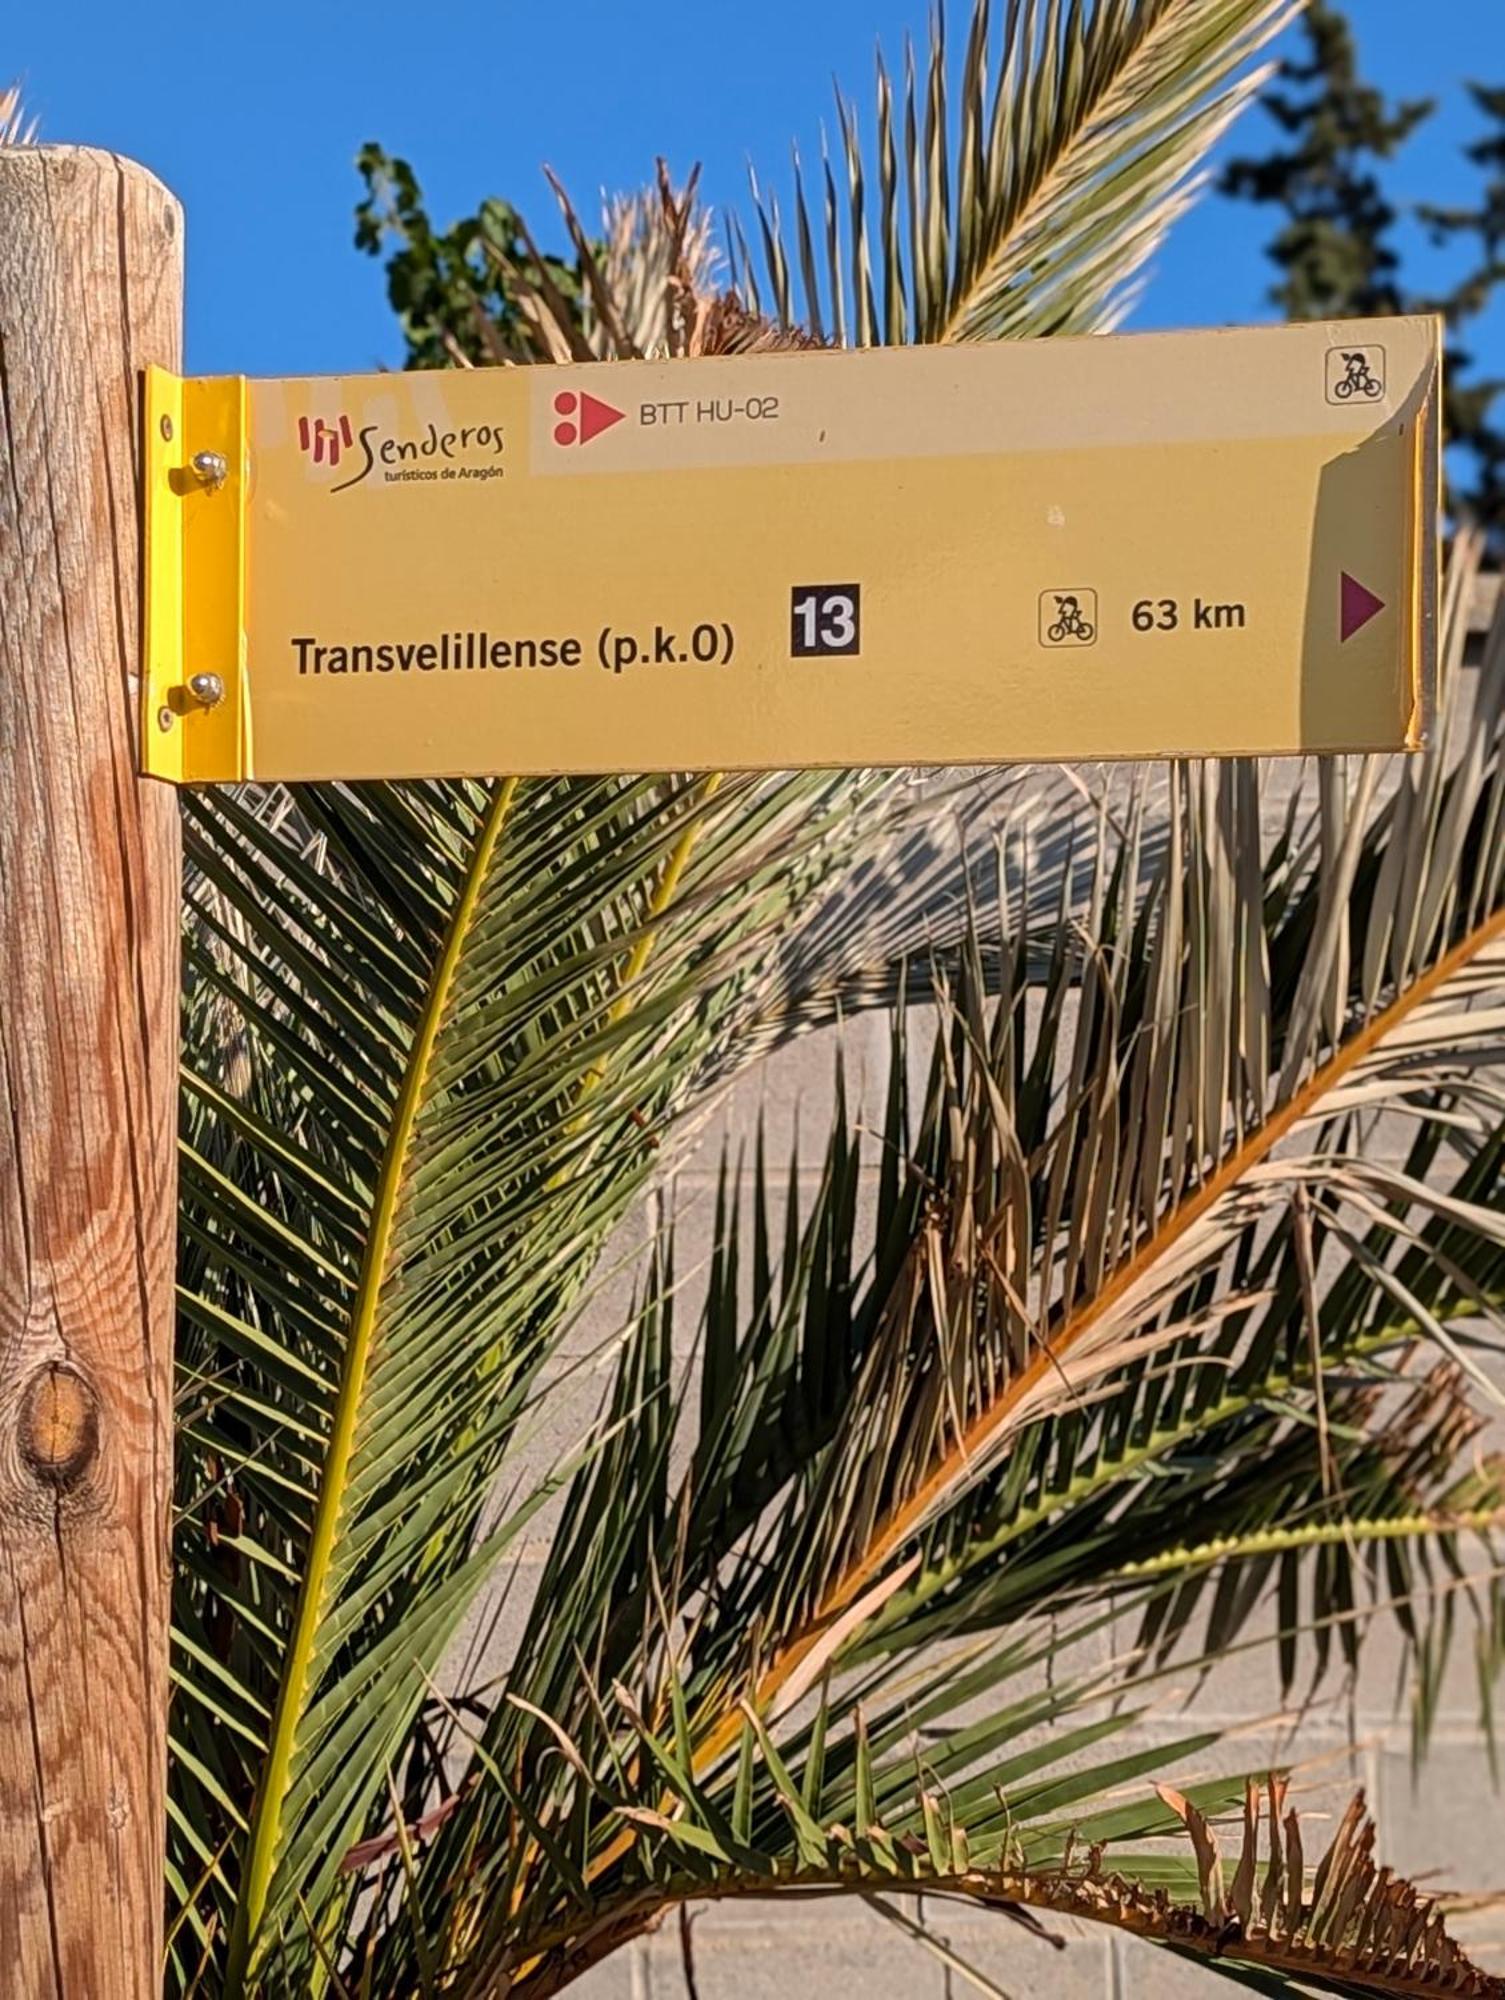 Senderos
turísticos de Aragón
BTT HU-02
Transvelillense (p.k.0) 13 63 km